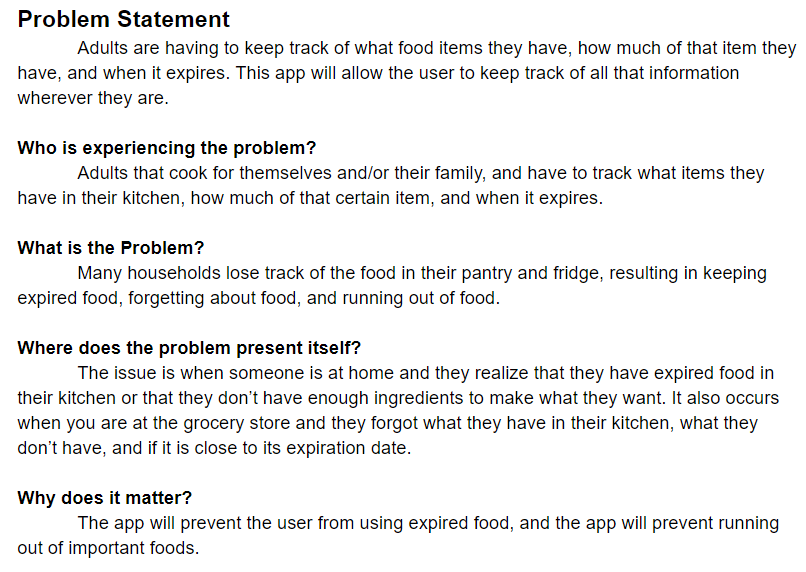 Problem Statement
Adults are having to keep track of what food items they have, how much of that item they
have, and when it expires. This app will allow the user to keep track of all that information
wherever they are.
Who is experiencing the problem?
Adults that cook for themselves and/or their family, and have to track what items they
have in their kitchen, how much of that certain item, and when it expires.
What is the Problem?
Many households lose track of the food in their pantry and fridge, resulting in keeping
expired food, forgetting about food, and running out of food.
Where does the problem present itself?
The issue is when someone is at home and they realize that they have expired food in
their kitchen or that they don’t have enough ingredients to make what they want. It also occurs
when you are at the grocery store and they forgot what they have in their kitchen, what they
don’t have, and if it is close to its expiration date.
Why does it matter?
The app will prevent the user from using expired food, and the app will prevent running
out of important foods.